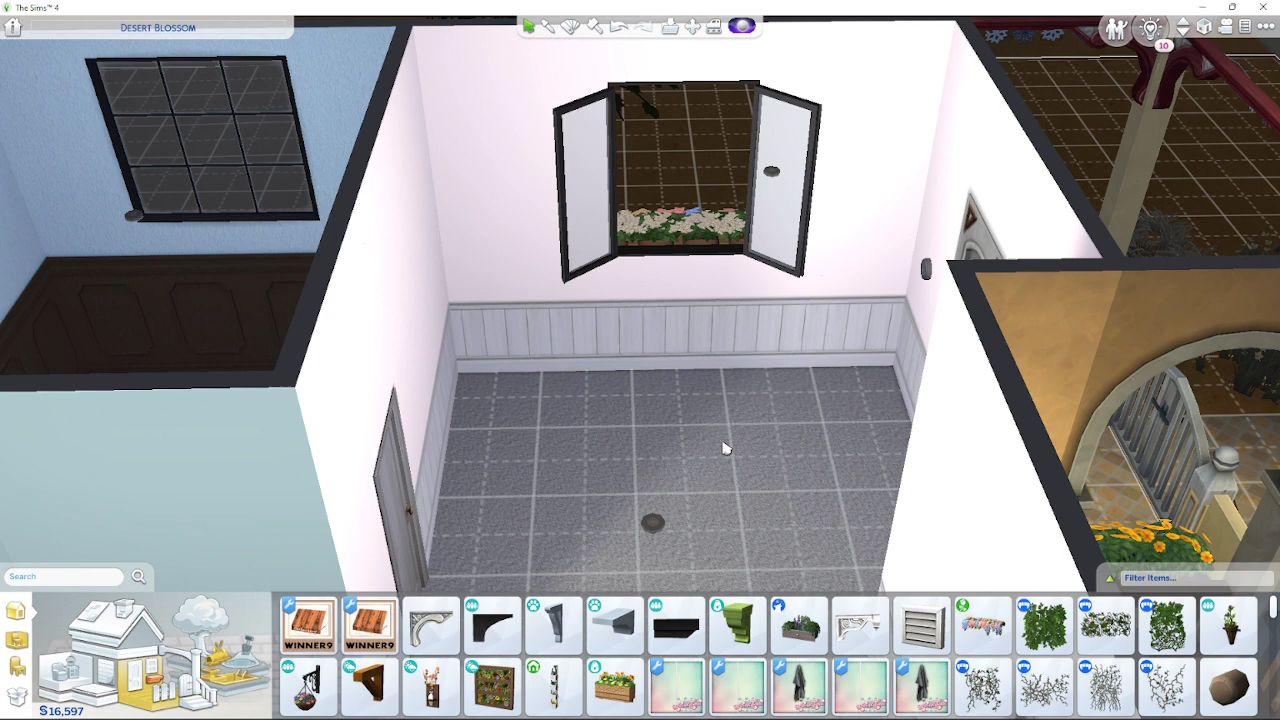 The Sims™ 4
DESERT BLOSSOM
10
Search
Filter Items...
WINNER9
WINNER9
$16,597